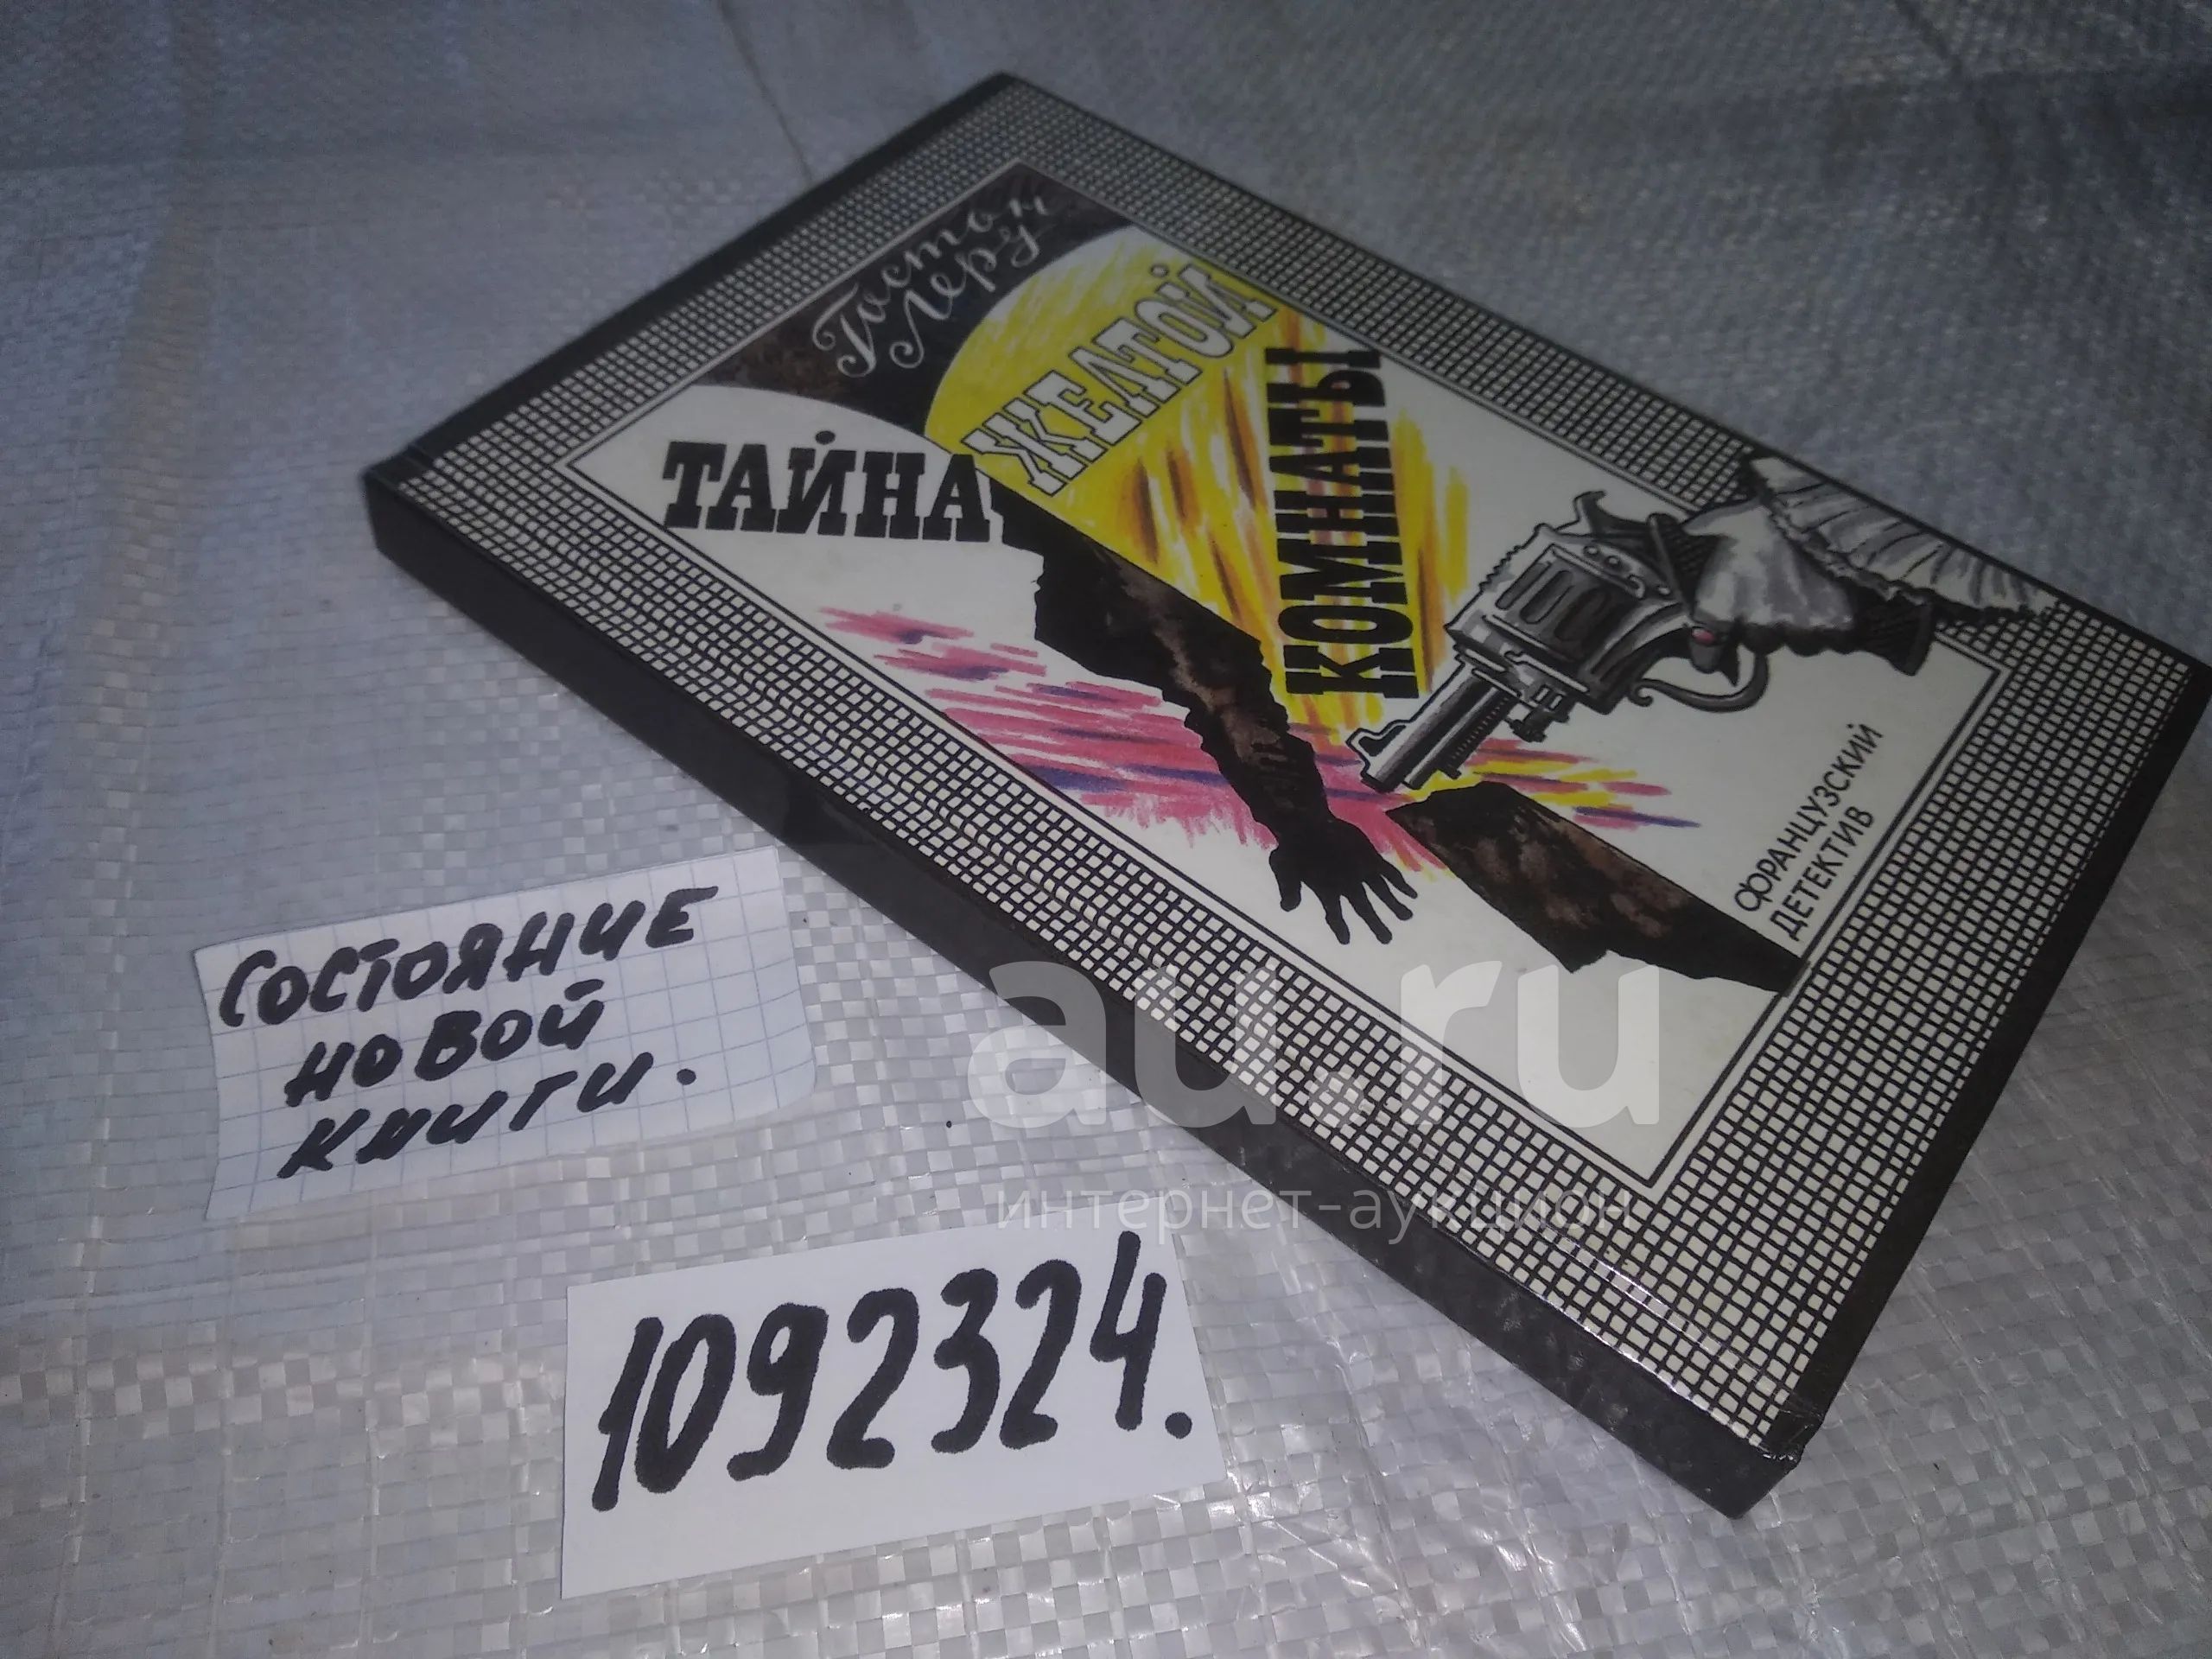 Гастон
Леру
ТАЙНА
ЖЕЛТОЙ
КОМНАТЫ
ФРАНЦУЗСКИЙ
ДЕТЕКТИВ
СОСТОЯНИЕ
НОВОЙ
КНИГИ.
1092324.
au.ru
интернет-аукцион